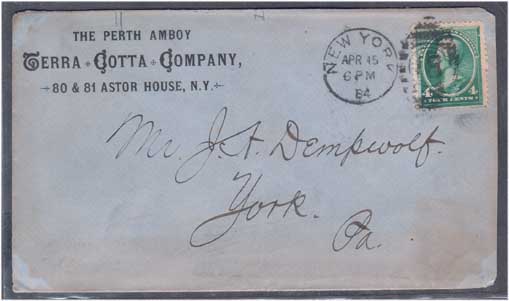 THE PERTH AMBOY
TERRA COTTA COMPANY,
80 & 81 ASTOR HOUSE, N.Y.
NEW YORK
APR 15
6 PM
84
4 4
FOUR CENTS
Mr. J. A. Dempwolf.
York.
Pa.